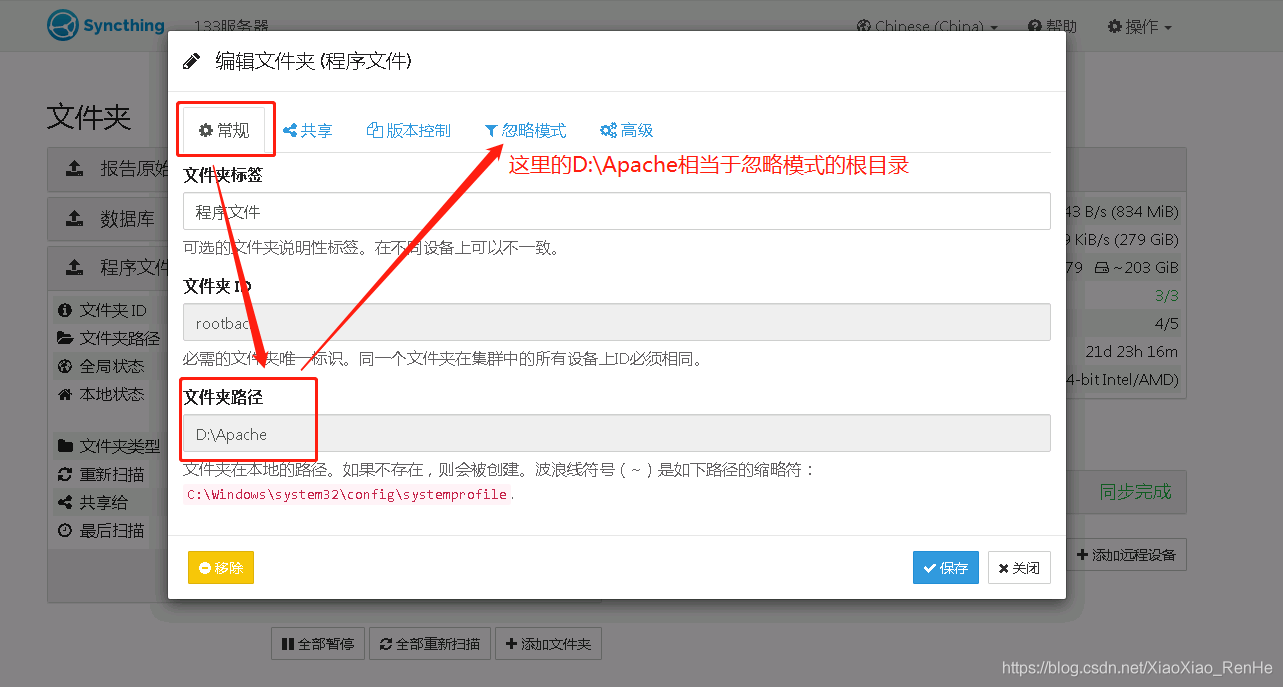 Syncthing 133服务器 Chinese (China) 帮助 操作
编辑文件夹 (程序文件)
文件夹
常规 共享 版本控制 忽略模式 高级
这里的D:\Apache相当于忽略模式的根目录
报告原始
文件夹标签
程序文件
数据库
43 B/s (834 MiB)
可选的文件夹说明性标签。在不同设备上可以不一致。
9 KiB/s (279 GiB)
程序文件
79 ~203 GiB
文件夹 ID
3/3
文件夹 ID
rootbac
4/5
文件夹路径
21d 23h 16m
必需的文件夹唯一标识。同一个文件夹在集群中的所有设备上ID必须相同。
全局状态
4-bit Intel/AMD)
本地状态
文件夹路径
D:\Apache
文件夹类型
文件夹在本地的路径。如果不存在，则会被创建。波浪线符号（~）是如下路径的缩略符：
重新扫描
C:\Windows\system32\config\systemprofile.
同步完成
共享给
最后扫描
添加远程设备
移除 保存 关闭
全部暂停 全部重新扫描 添加文件夹
https://blog.csdn.net/XiaoXiao_RenHe